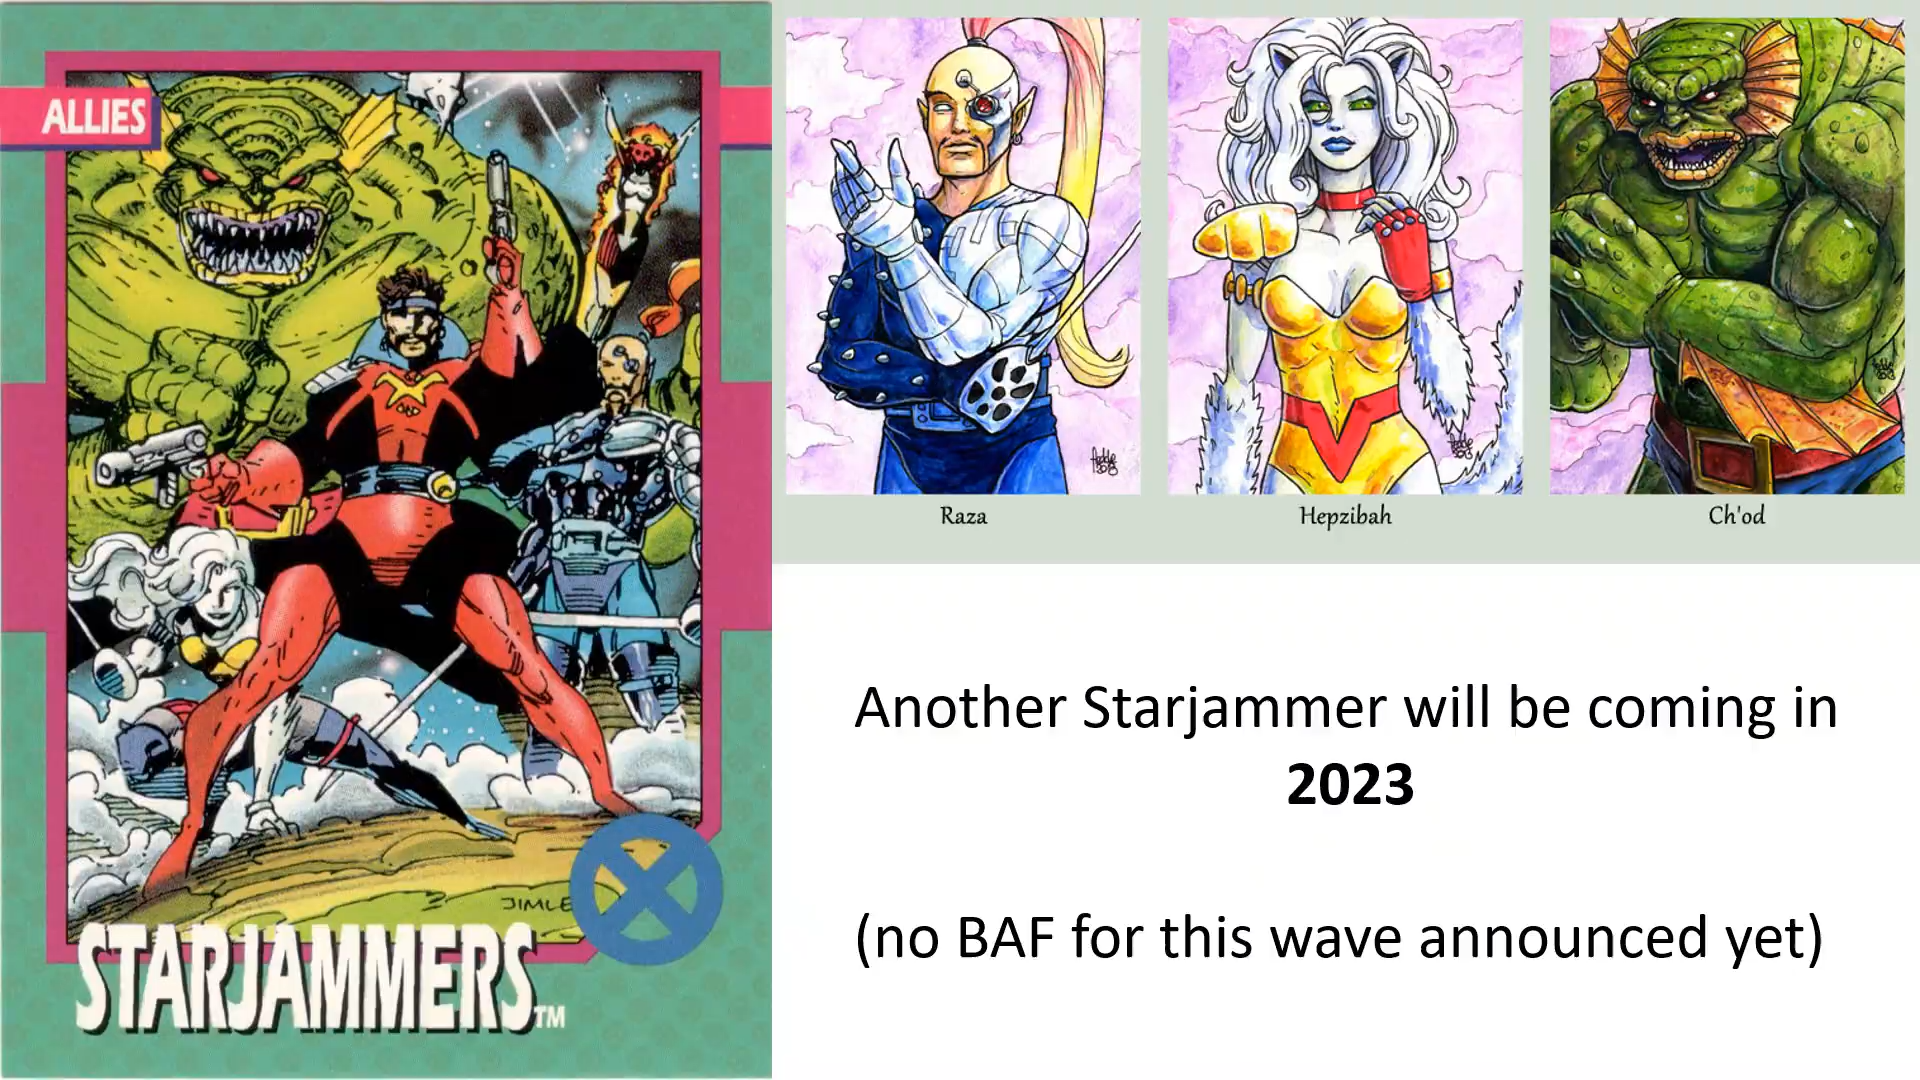 ALLIES
JIMLE
STARJAMMERS™
Raza
Hepzibah
Ch'od
Another Starjammer will be coming in
2023
(no BAF for this wave announced yet)